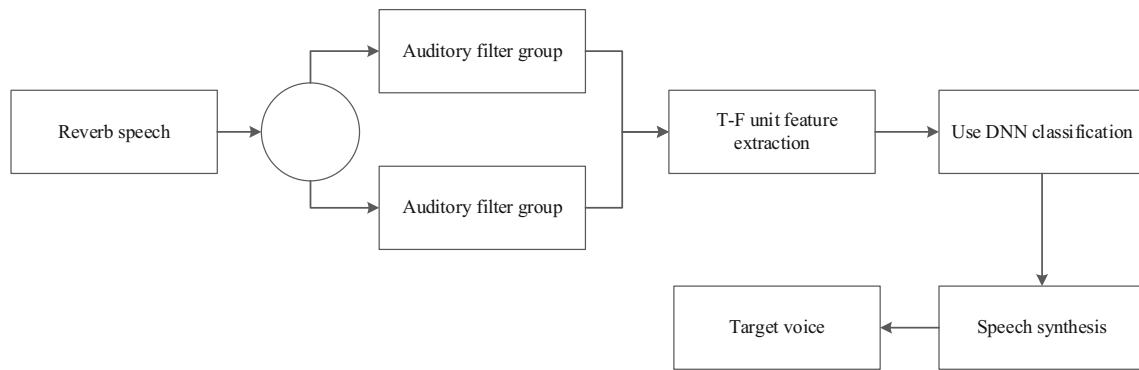 Auditory filter group
Reverb speech
T-F unit feature
extraction
Use DNN classification
Auditory filter group
Target voice
Speech synthesis